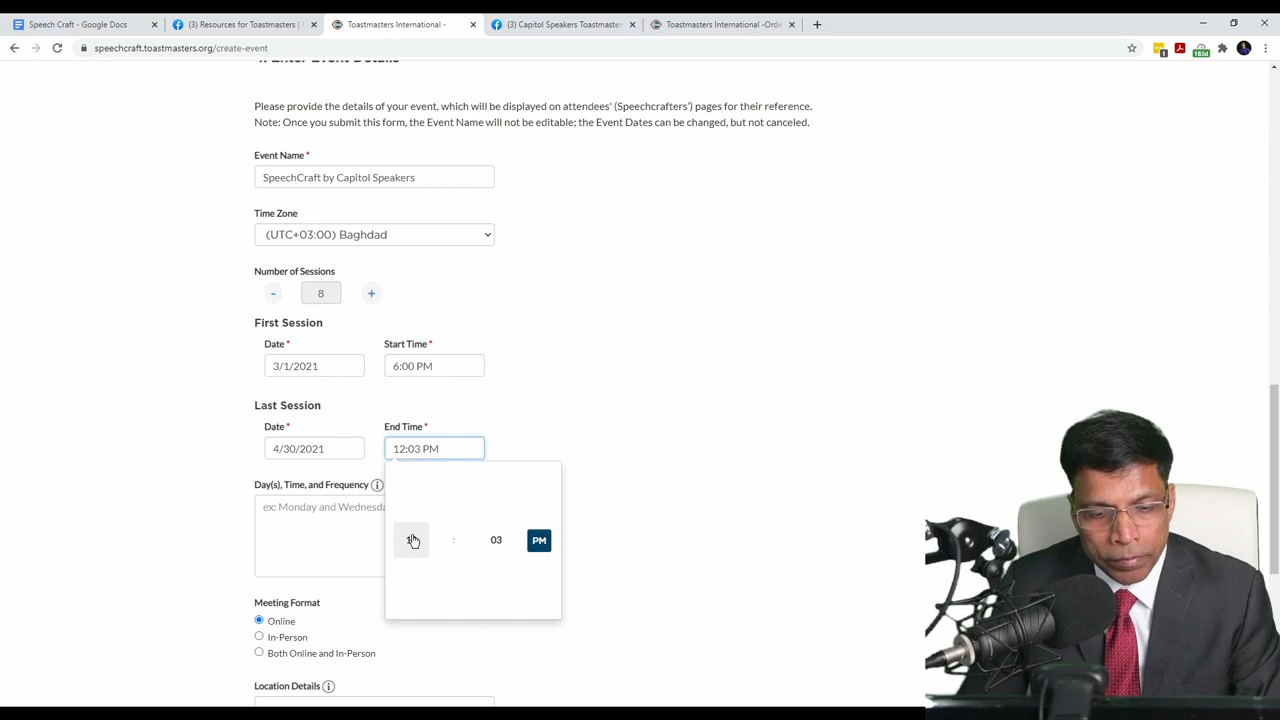 Speech Craft - Google Docs
(3) Resources for Toastmasters |
Toastmasters International -
(3) Capitol Speakers Toastmaster
Toastmasters International -Orde
speechcraft.toastmasters.org/create-event
Please provide the details of your event, which will be displayed on attendees' (Speechcrafters') pages for their reference.
Note: Once you submit this form, the Event Name will not be editable; the Event Dates can be changed, but not canceled.
Event Name *
SpeechCraft by Capitol Speakers
Time Zone
(UTC+03:00) Baghdad
Number of Sessions
- 8 +
First Session
Date * Start Time *
3/1/2021 6:00 PM
Last Session
Date * End Time *
4/30/2021 12:03 PM
Day(s), Time, and Frequency
ex: Monday and Wednesda
: 03 PM
Meeting Format
Online
In-Person
Both Online and In-Person
Location Details